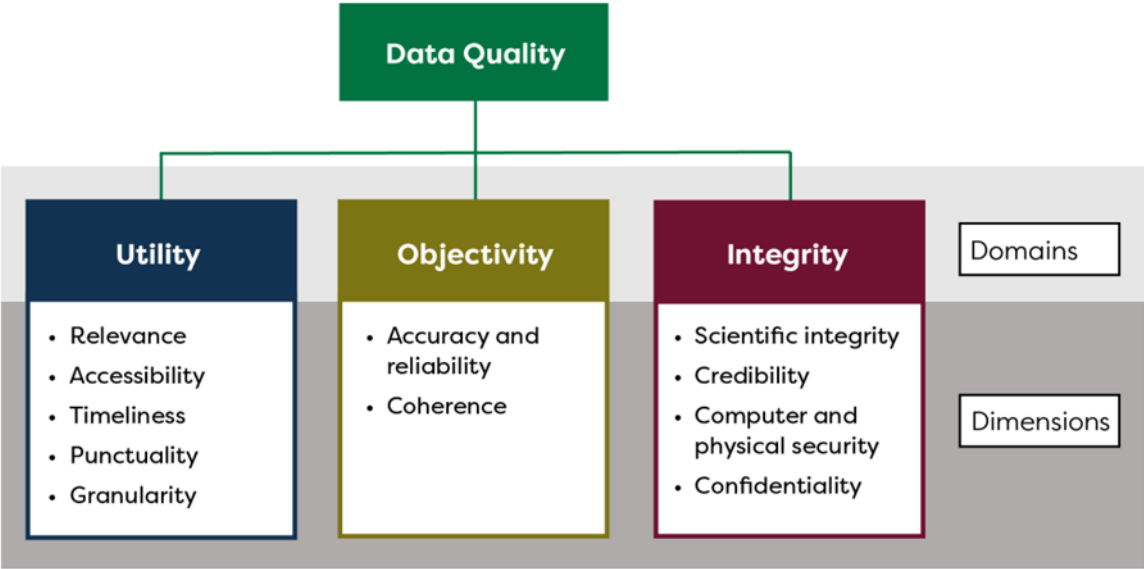 Data Quality
Utility
Objectivity
Integrity
Domains
• Relevance
• Accessibility
• Timeliness
• Punctuality
• Granularity
• Accuracy and
reliability
• Coherence
• Scientific integrity
• Credibility
• Computer and
physical security
• Confidentiality
Dimensions